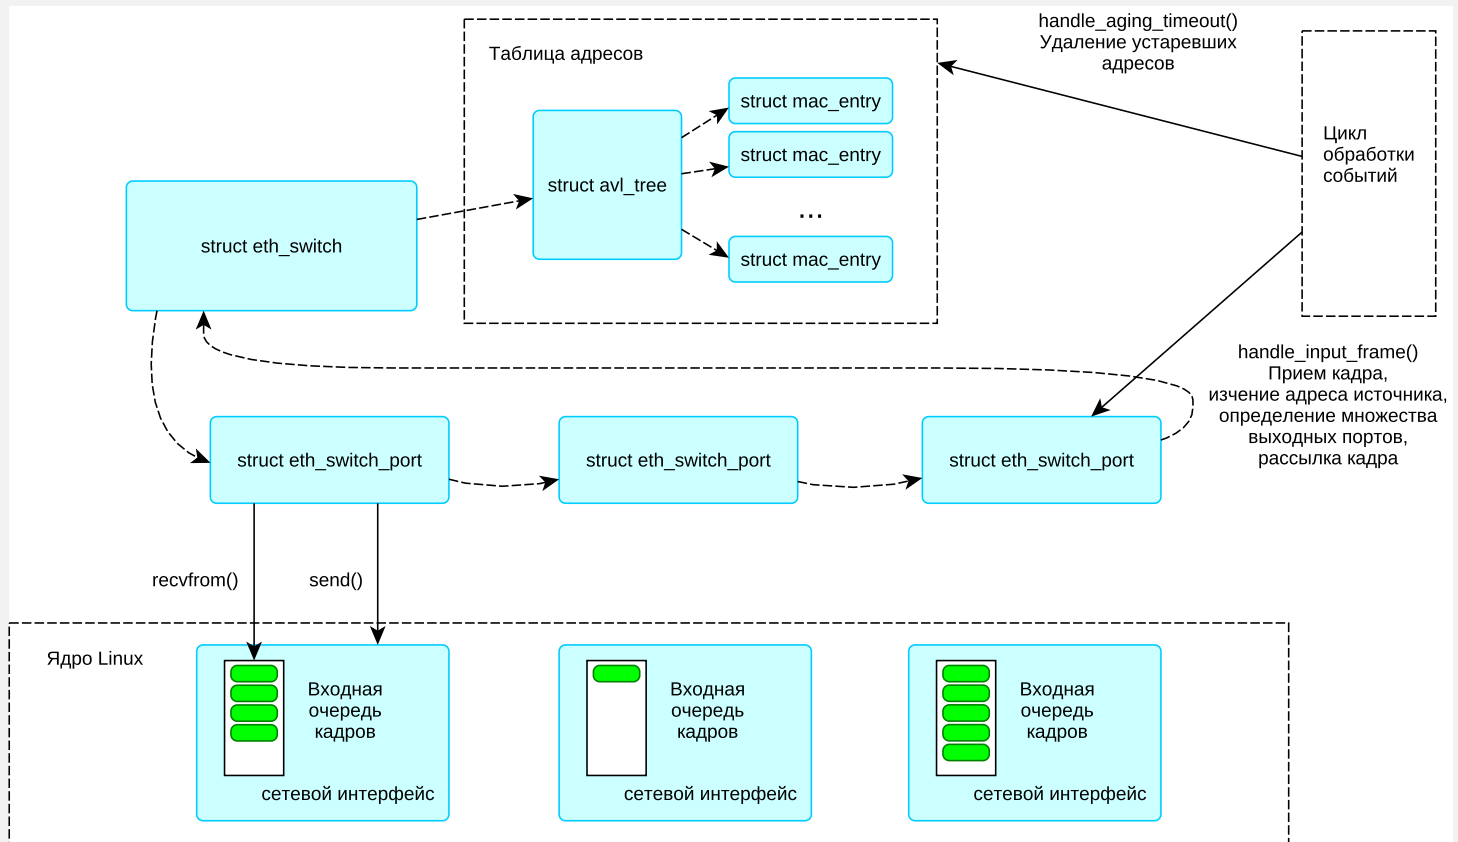 handle_aging_timeout()
Удаление устаревших
адресов
Таблица адресов
struct mac_entry
struct mac_entry
...
struct mac_entry
struct avl_tree
Цикл
обработки
событий
struct eth_switch
handle_input_frame()
Прием кадра,
изчение адреса источника,
определение множества
выходных портов,
рассылка кадра
struct eth_switch_port
struct eth_switch_port
struct eth_switch_port
recvfrom()
send()
Ядро Linux
Входная
очередь
кадров
сетевой интерфейс
Входная
очередь
кадров
сетевой интерфейс
Входная
очередь
кадров
сетевой интерфейс